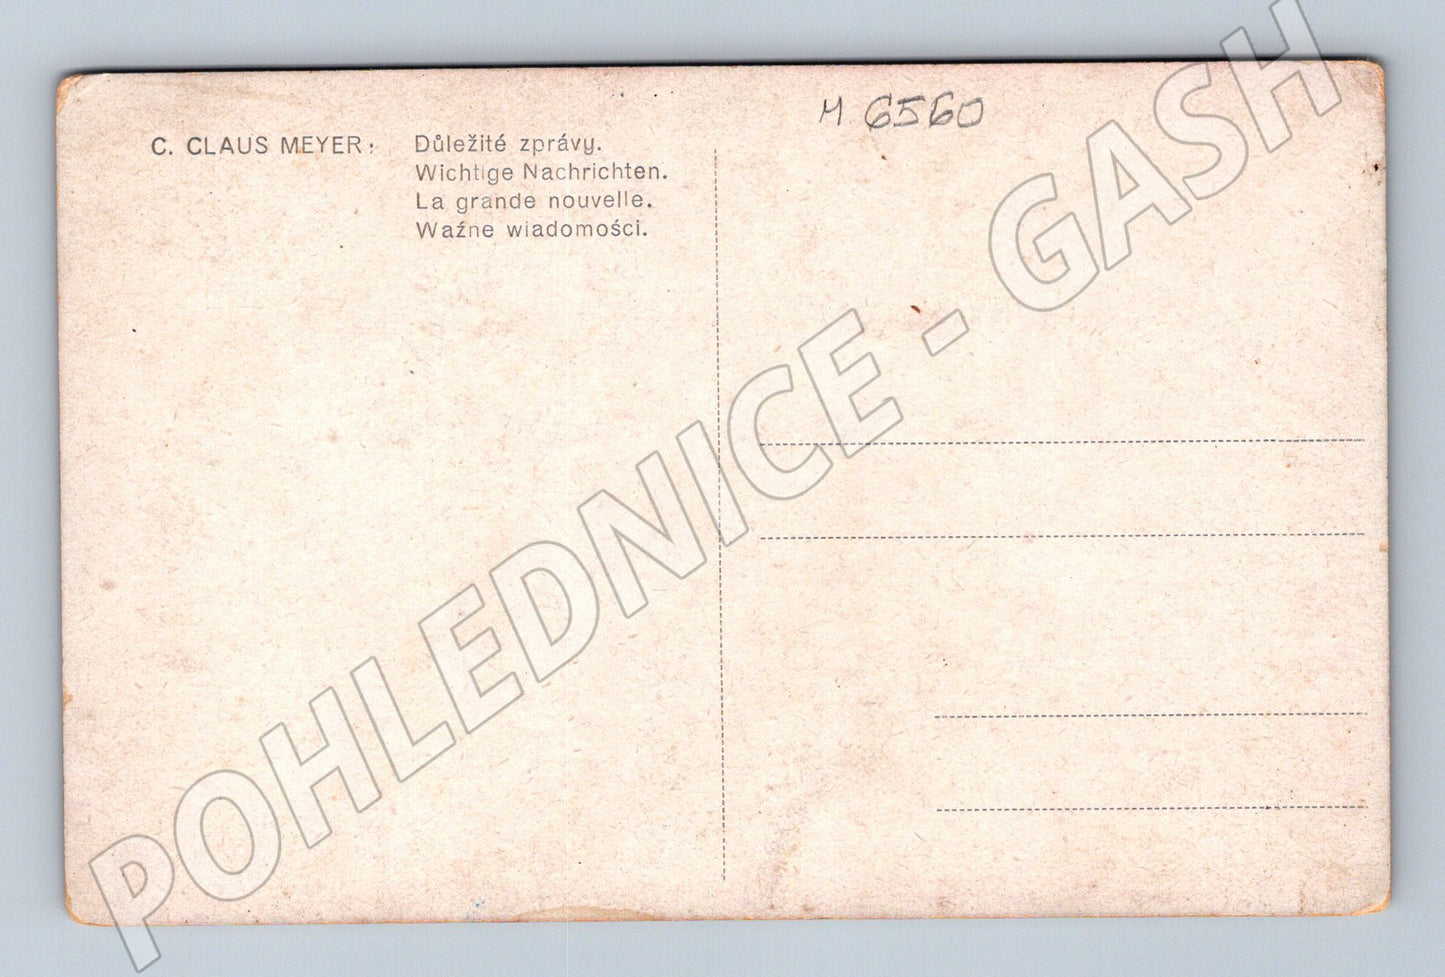 M 6560
C. CLAUS MEYER: Důležité zprávy.
Wichtige Nachrichten.
La grande nouvelle.
Waźne wiadomości.
POHLEDNICE - GASH